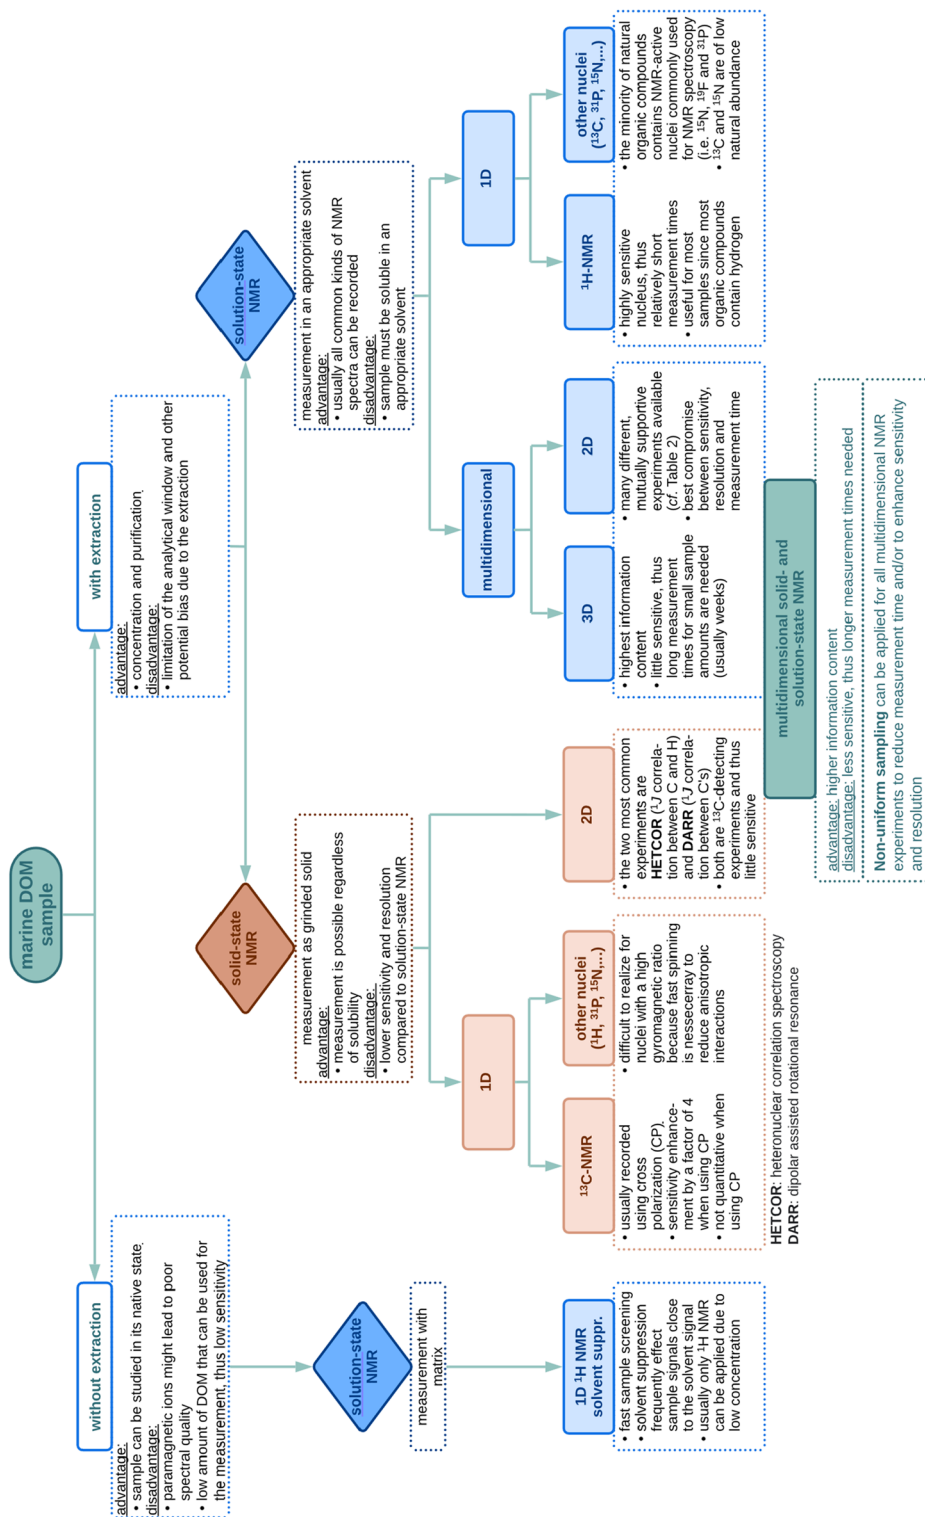 marine DOM
sample
without extraction
advantage:
• sample can be studied in its native state
disadvantage:
• paramagnetic ions might lead to poor
spectral quality
• low amount of DOM that can be used for
the measurement, thus low sensitivity
with extraction
advantage:
• concentration and purification
disadvantage:
• limitation of the analytical window and other
potential bias due to the extraction
solution-state
NMR
measurement with
matrix
1D ¹H NMR
solvent suppr.
• fast sample screening
• solvent suppression
frequently effect
sample signals close
to the solvent signal
• usually only ¹H NMR
can be applied due to
low concentration
solid-state
NMR
measurement as grinded solid
advantage:
• measurement is possible regardless
of solubility
disadvantage:
• lower sensitivity and resolution
compared to solution-state NMR
solution-state
NMR
measurement in an appropriate solvent
advantage:
• usually all common kinds of NMR
spectra can be recorded
disadvantage:
• sample must be soluble in an
appropriate solvent
1D
¹³C-NMR
• usually recorded
using cross
polarization (CP)
• sensitivity enhance-
ment by a factor of 4
when using CP
• not quantitative when
using CP
other nuclei
(¹H, ³¹P, ¹⁵N,...)
• difficult to realize for
nuclei with a high
gyromagnetic ratio
because fast spinning
is nessecerray to
reduce anisotropic
interactions
2D
• the two most common
experiments are
HETCOR (¹J correla-
tion between C and H)
and DARR (¹J correla-
tion between C's)
• both are ¹³C-detecting
experiments and thus
little sensitive
HETCOR: heteronuclear correlation spectroscopy
DARR: dipolar assisted rotational resonance
multidimensional
3D
• highest information
content
• little sensitive, thus
long measurement
times for small sample
amounts are needed
(usually weeks)
2D
• many different,
mutually supportive
experiments available
(cf. Table 2)
• best compromise
between sensitivity,
resolution and
measurement time
1D
¹H-NMR
• highly sensitive
nucleus, thus
relatively short
measurement times
• useful for most
samples since most
organic compounds
contain hydrogen
other nuclei
(¹³C, ³¹P, ¹⁵N,...)
• the minority of natural
organic compounds
contains NMR-active
nuclei commonly used
for NMR spectroscopy
(i.e. ¹⁵N, ¹⁹F and ³¹P)
• ¹³C and ¹⁵N are of low
natural abundance
multidimensional solid- and
solution-state NMR
advantage: higher information content
disadvantage: less sensitive, thus longer measurement times needed
Non-uniform sampling can be applied for all multidimensional NMR
experiments to reduce measurement time and/or to enhance sensitivity
and resolution